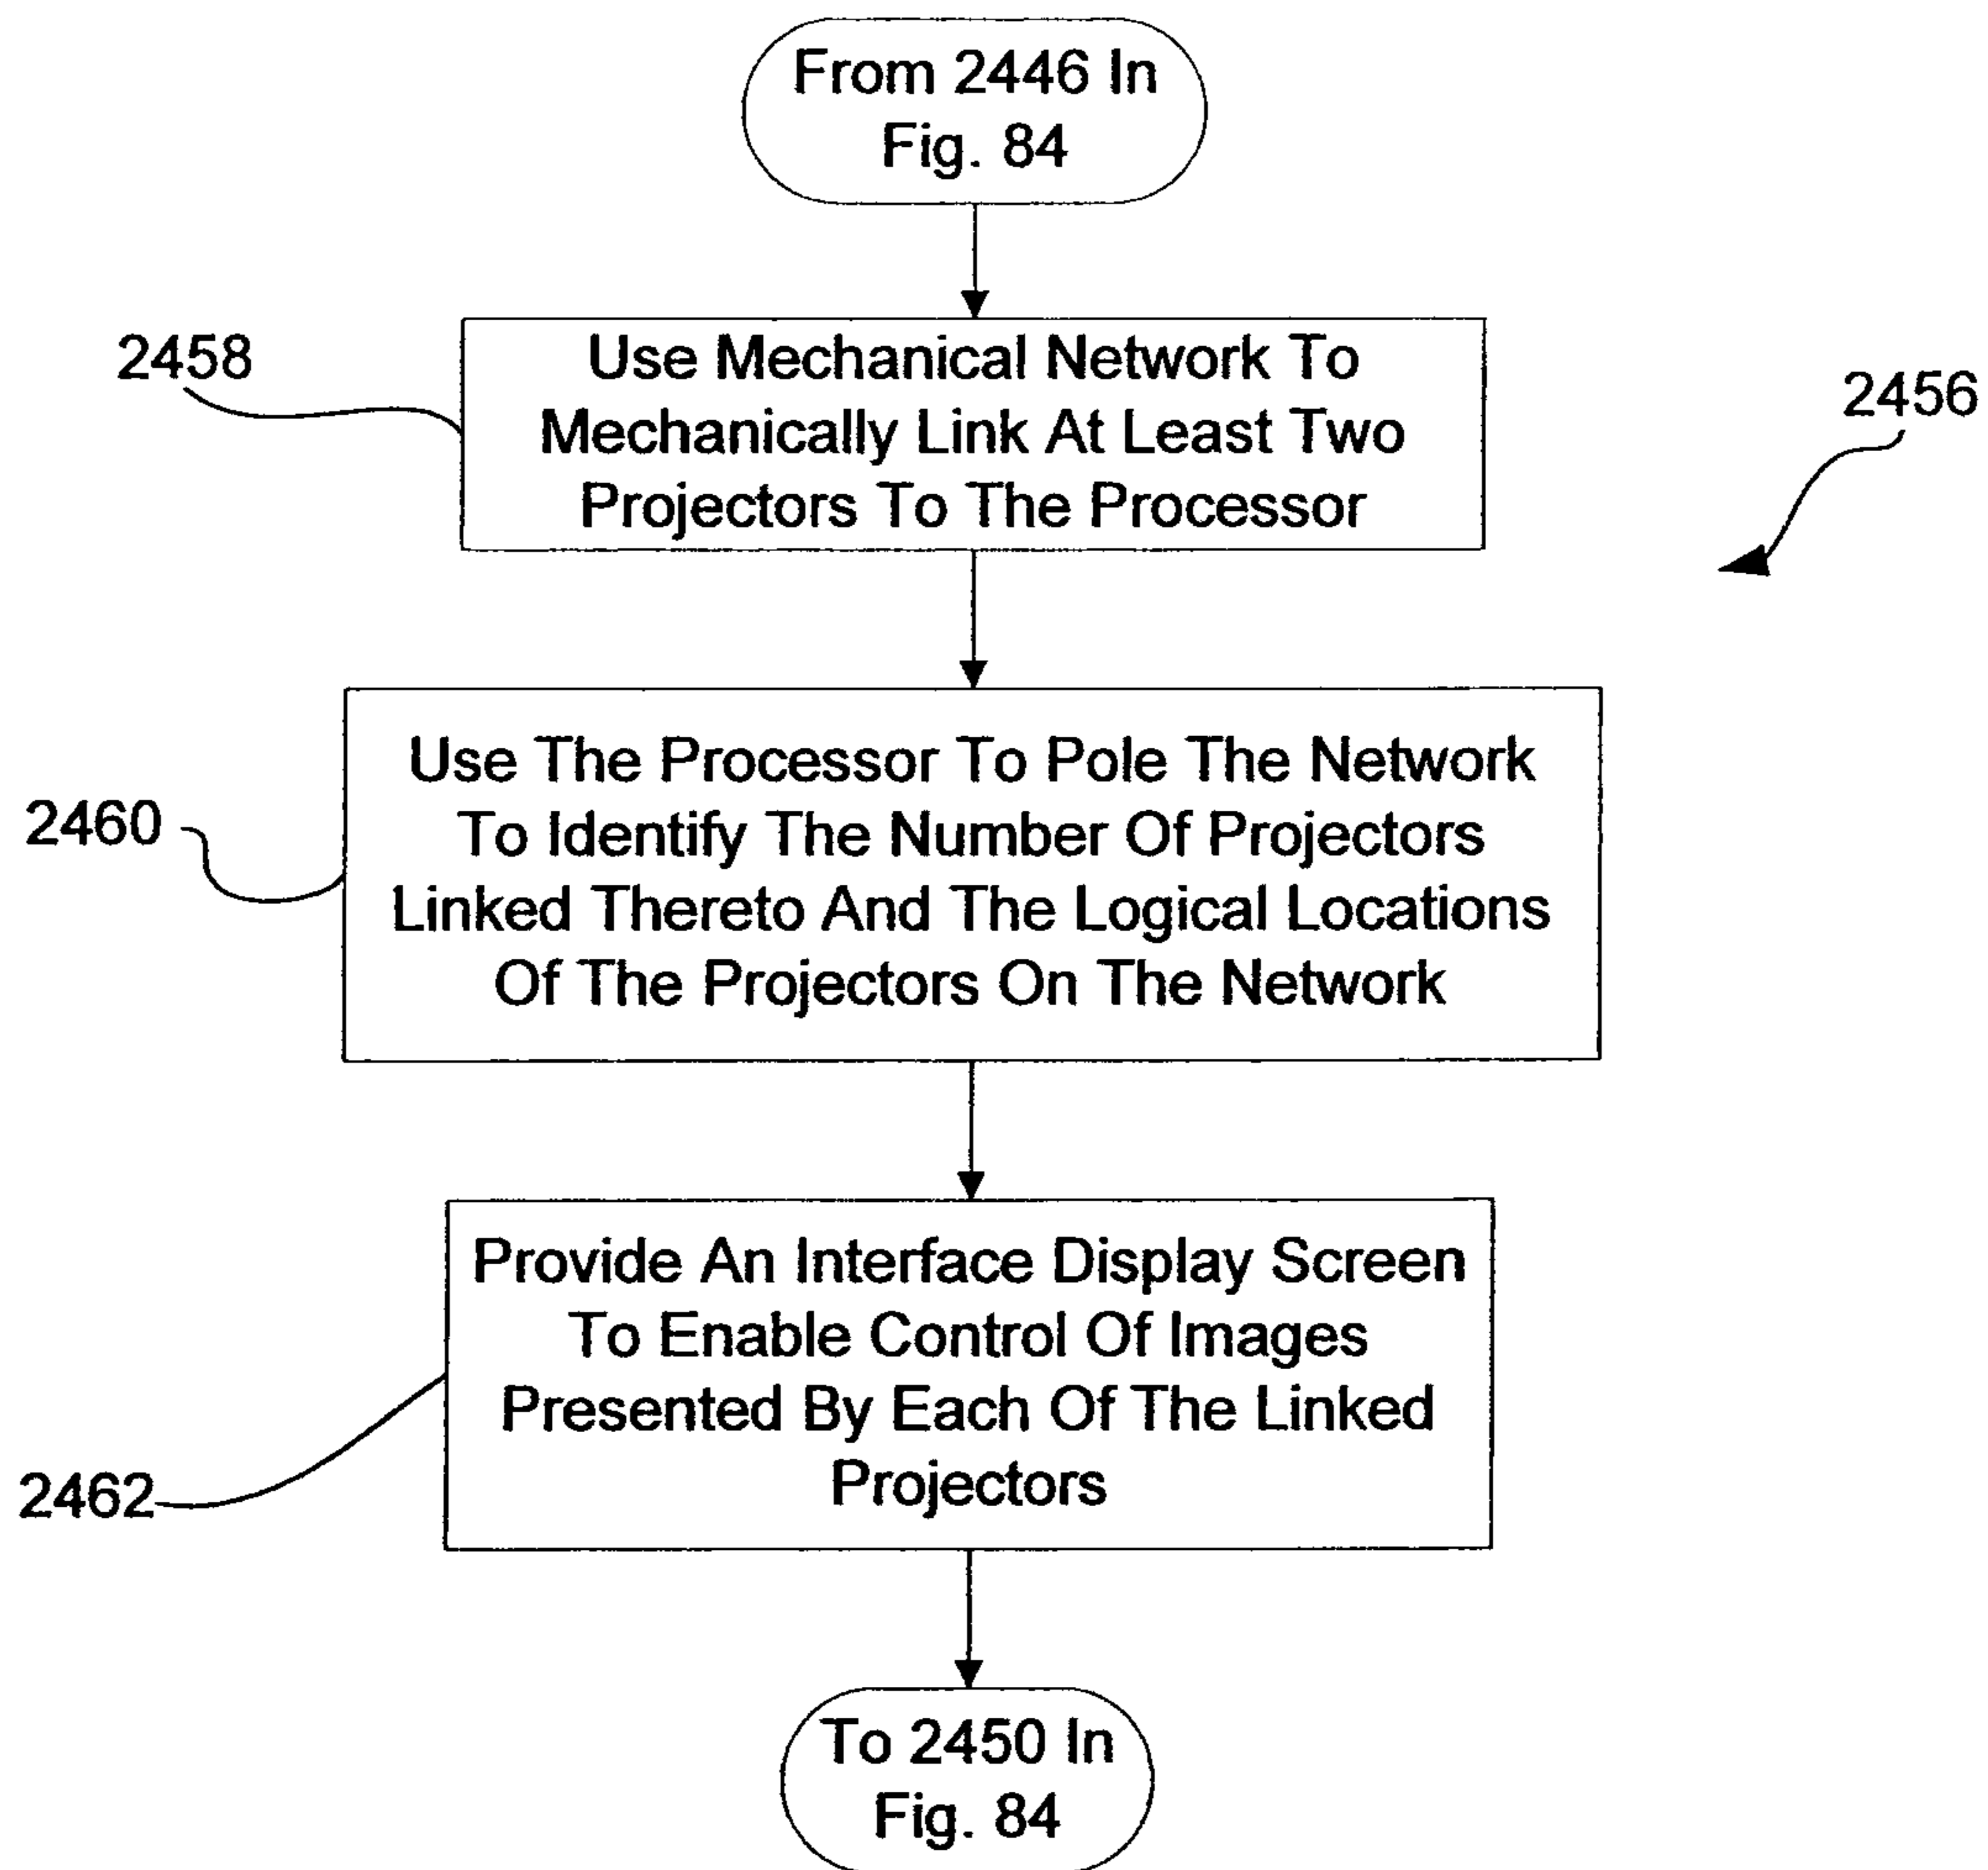 From 2446 In
Fig. 84
2458
Use Mechanical Network To
Mechanically Link At Least Two
Projectors To The Processor
2456
2460
Use The Processor To Pole The Network
To Identify The Number Of Projectors
Linked Thereto And The Logical Locations
Of The Projectors On The Network
2462
Provide An Interface Display Screen
To Enable Control Of Images
Presented By Each Of The Linked
Projectors
To 2450 In
Fig. 84